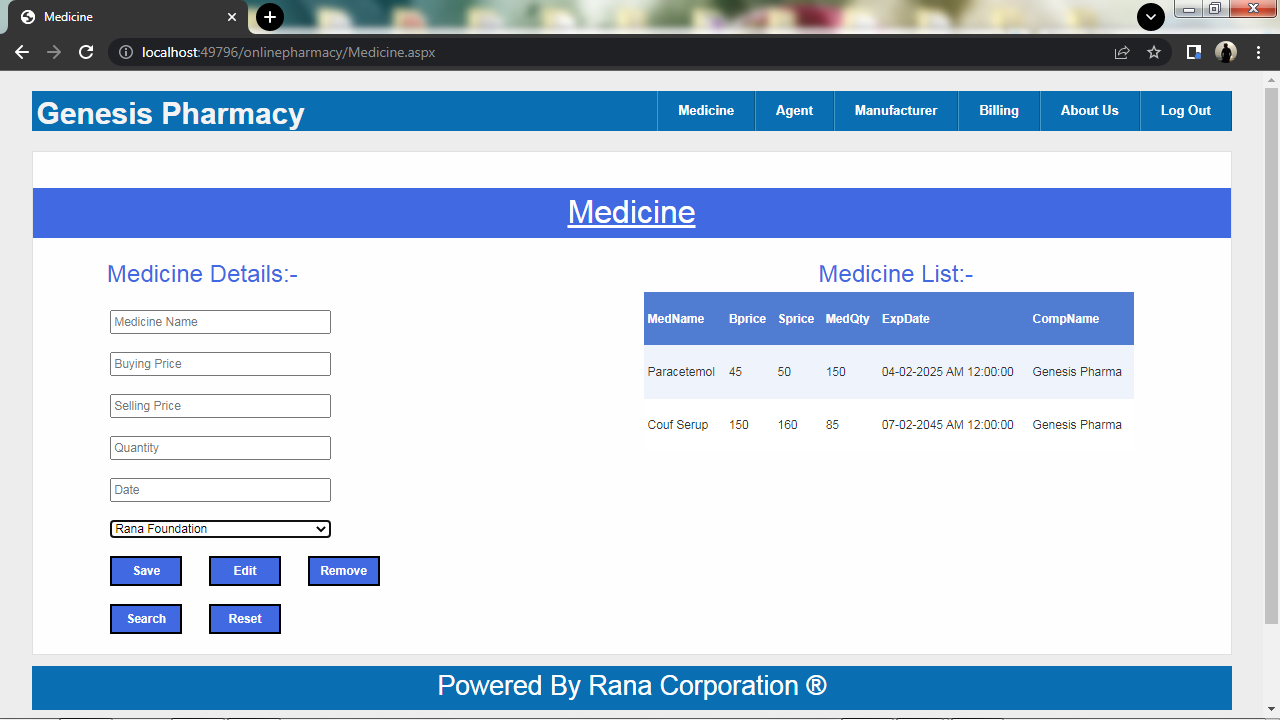 Medicine
localhost:49796/onlinepharmacy/Medicine.aspx
Genesis Pharmacy
Medicine Agent Manufacturer Billing About Us Log Out
Medicine
Medicine Details:-
Medicine Name
Buying Price
Selling Price
Quantity
Date
Rana Foundation
Save Edit Remove
Search Reset
Medicine List:-
MedName Bprice Sprice MedQty ExpDate CompName
Paracetemol 45 50 150 04-02-2025 AM 12:00:00 Genesis Pharma
Couf Serup 150 160 85 07-02-2045 AM 12:00:00 Genesis Pharma
Powered By Rana Corporation ®